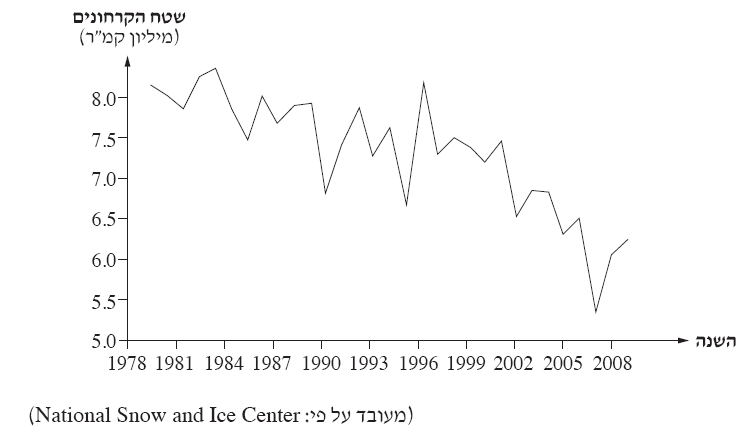 שטח הקרחונים
(מיליון קמ"ר)
8.0
7.5
7.0
6.5
6.0
5.5
5.0
השנה
1978 1981 1984 1987 1990 1993 1996 1999 2002 2005 2008
(מעובד על פי: National Snow and Ice Center)